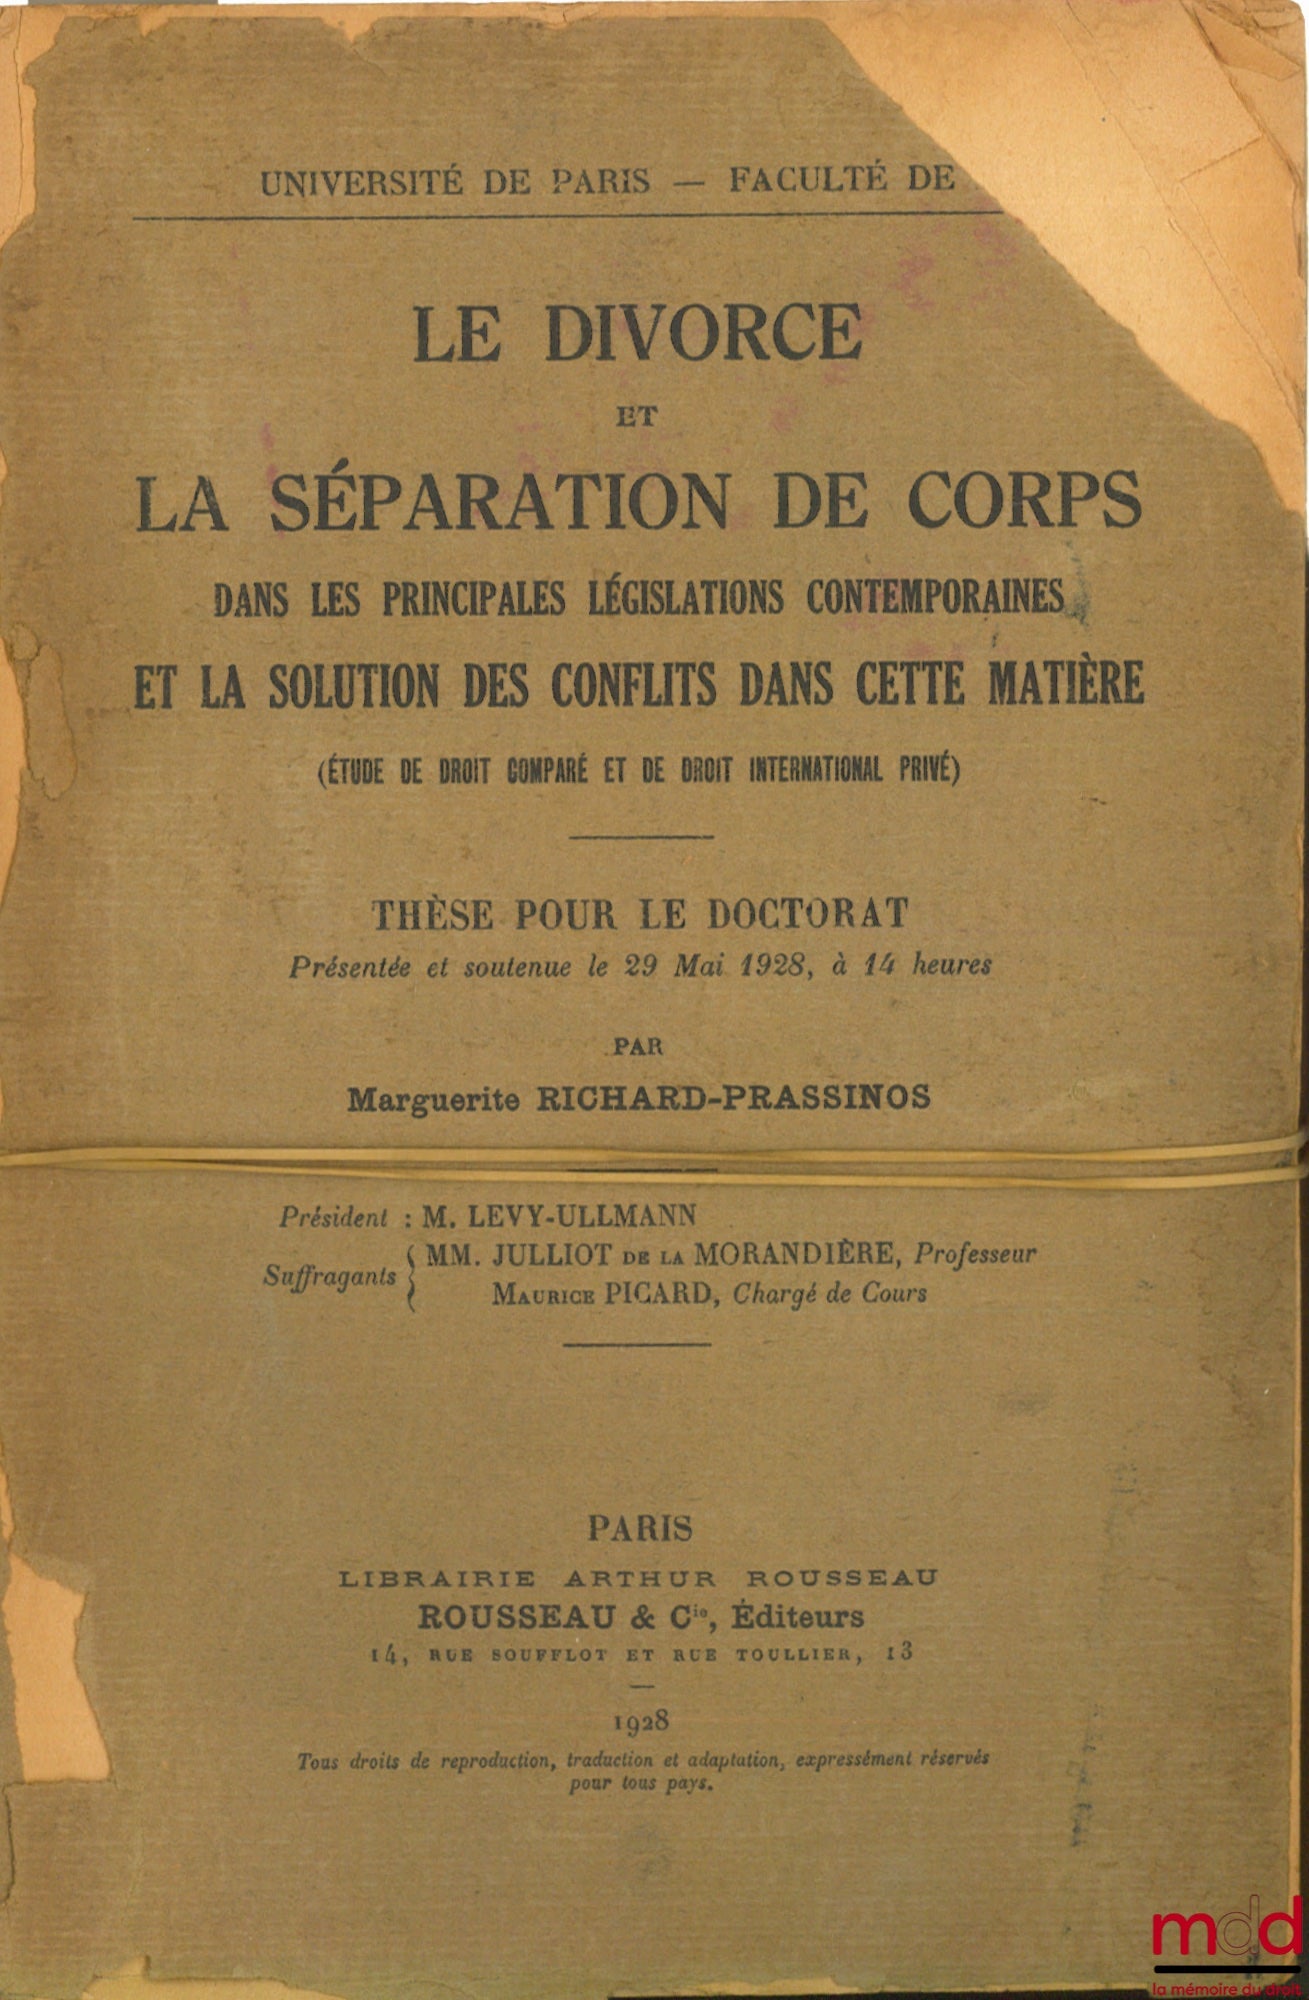 UNIVERSITÉ DE PARIS — FACULTÉ DE
LE DIVORCE
ET
LA SÉPARATION DE CORPS
DANS LES PRINCIPALES LÉGISLATIONS CONTEMPORAINES
ET LA SOLUTION DES CONFLITS DANS CETTE MATIÈRE
(ÉTUDE DE DROIT COMPARÉ ET DE DROIT INTERNATIONAL PRIVÉ)
THÈSE POUR LE DOCTORAT
Présentée et soutenue le 29 Mai 1928, à 14 heures
PAR
Marguerite RICHARD-PRASSINOS
Président : M. LEVY-ULLMANN
Suffragants { MM. JULLIOT DE LA MORANDIÈRE, Professeur
MAURICE PICARD, Chargé de Cours
PARIS
LIBRAIRIE ARTHUR ROUSSEAU
ROUSSEAU & Cie, Éditeurs
14, RUE SOUFFLOT ET RUE TOULLIER, 13
1928
Tous droits de reproduction, traduction et adaptation, expressément réservés
pour tous pays.
mdd
la mémoire du droit